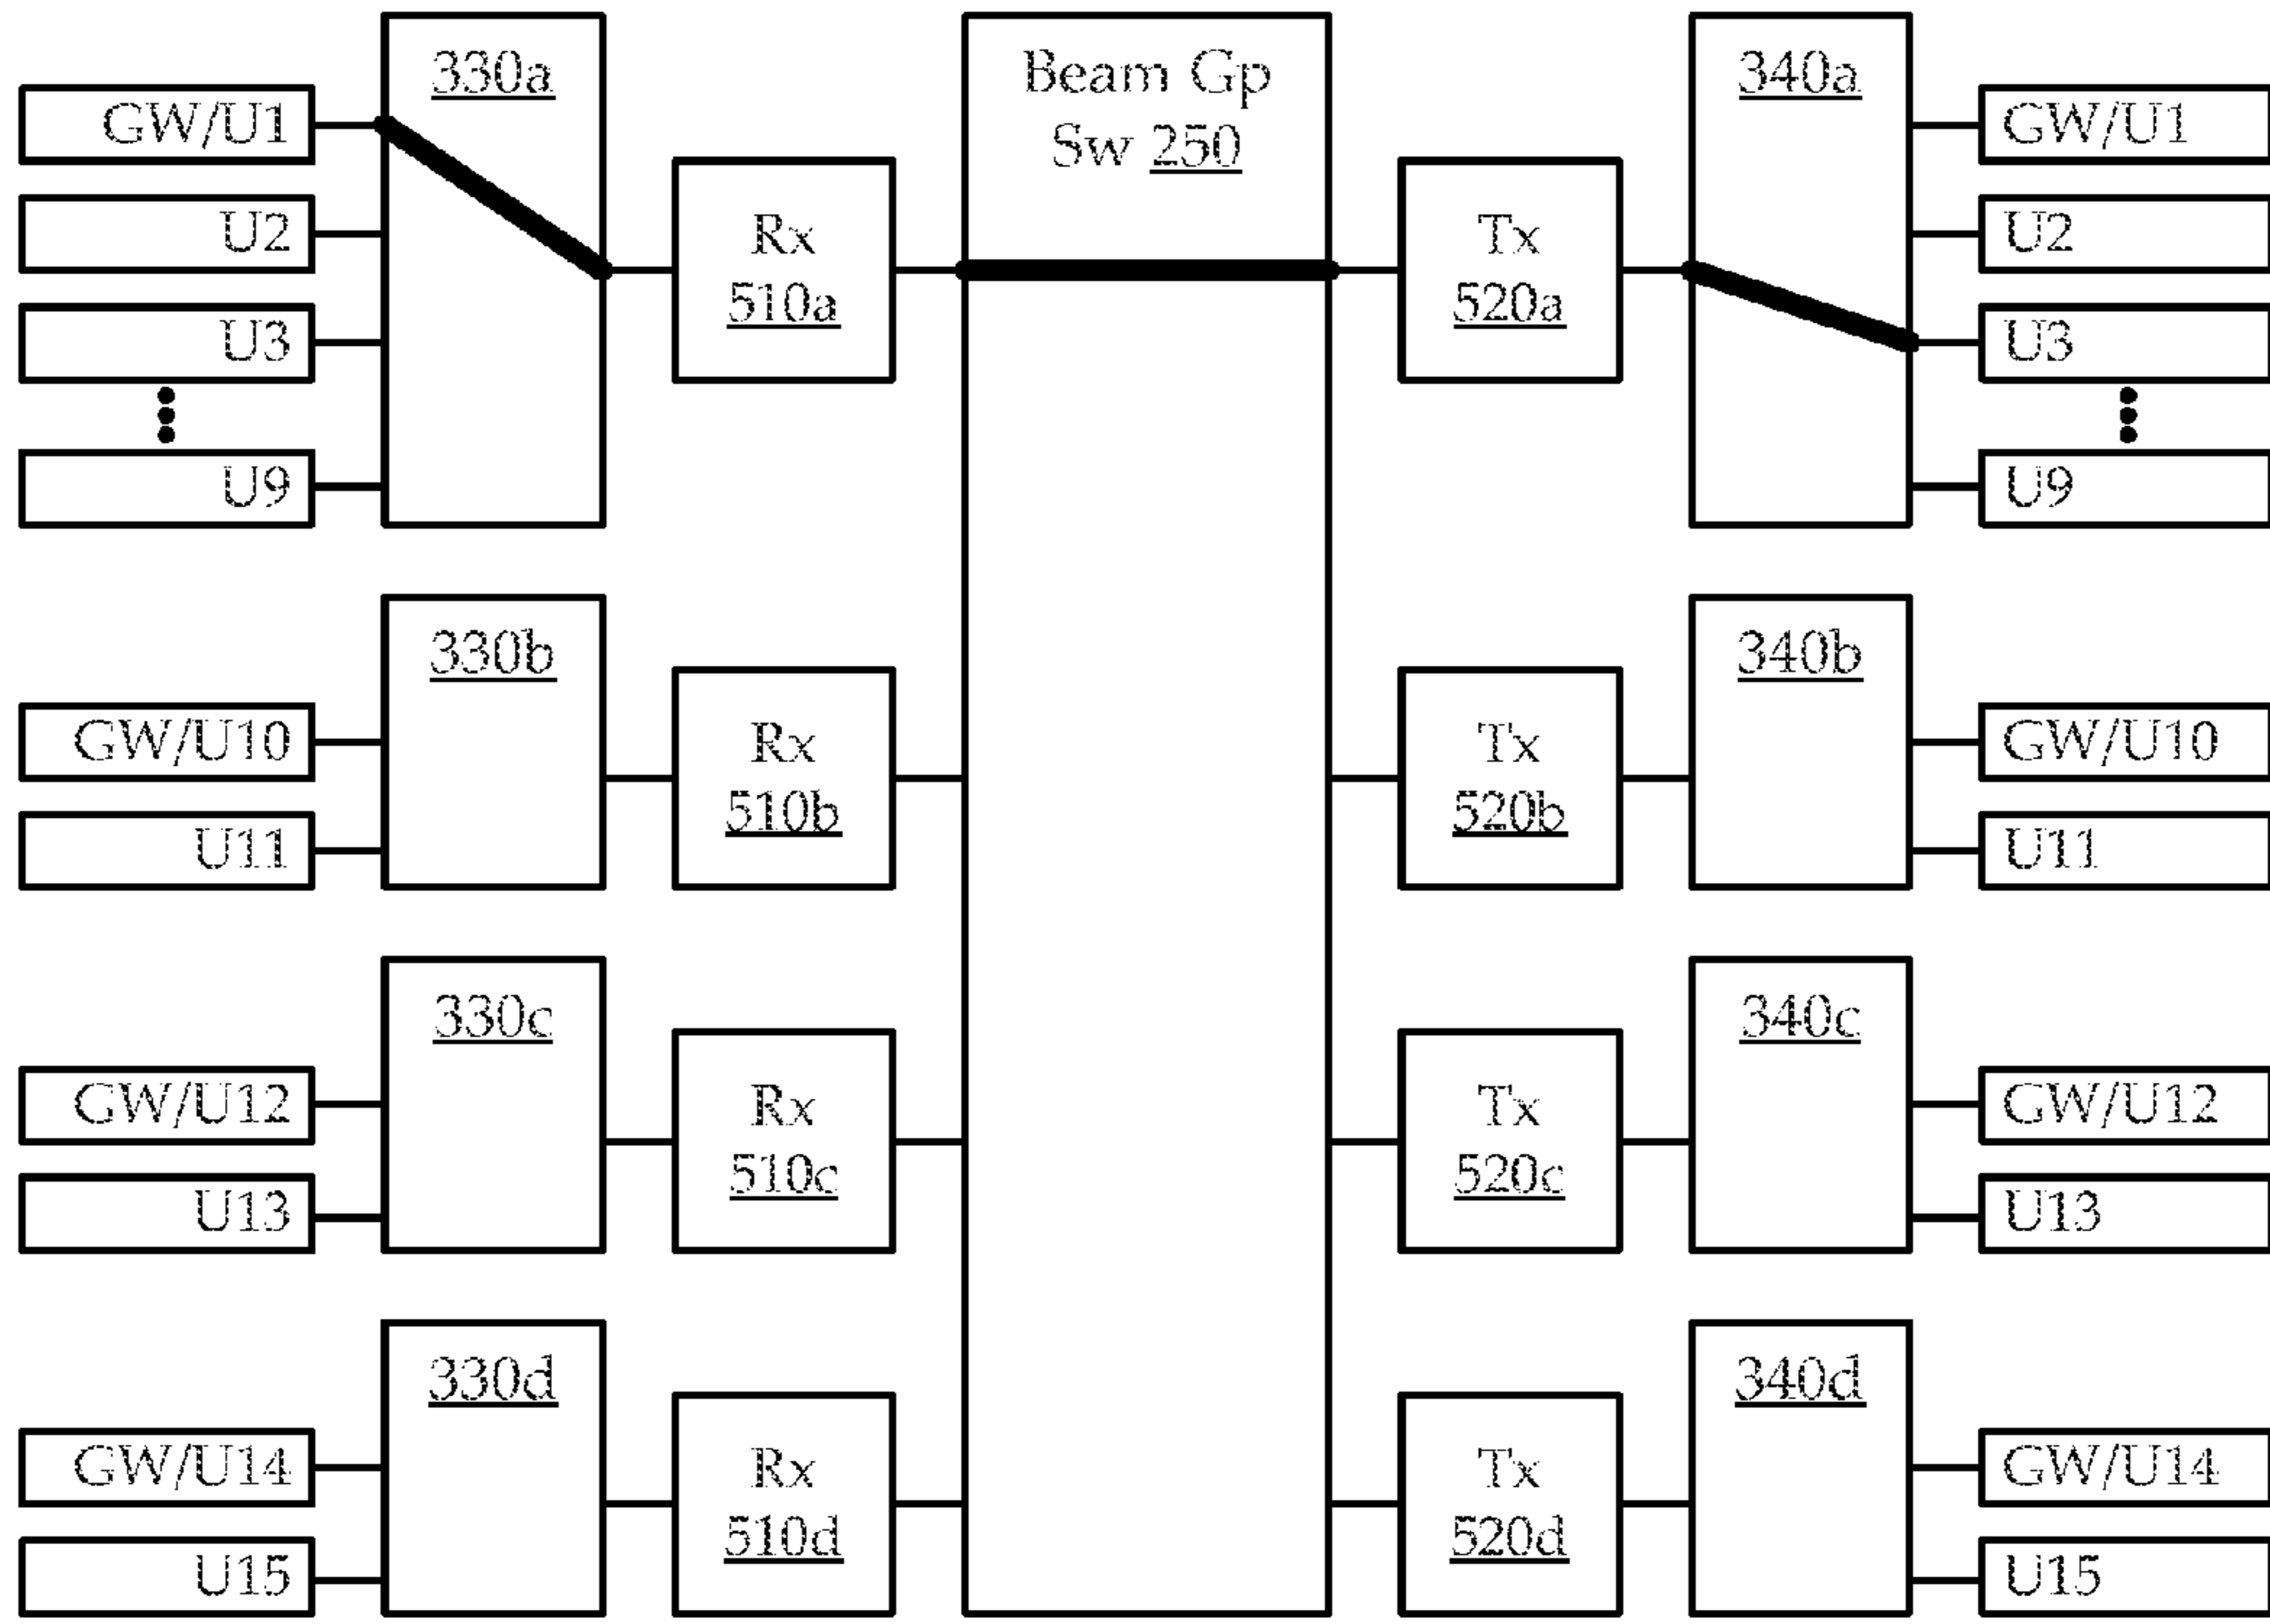 330a
Beam Gp
Sw 250
340a
GW/U1
GW/U1
U2
Rx
510a
Tx
520a
U2
U3
U3
U9
U9
330b
340b
GW/U10
Rx
510b
Tx
520b
GW/U10
U11
U11
330c
340c
GW/U12
Rx
510c
Tx
520c
GW/U12
U13
U13
330d
340d
GW/U14
Rx
510d
Tx
520d
GW/U14
U15
U15